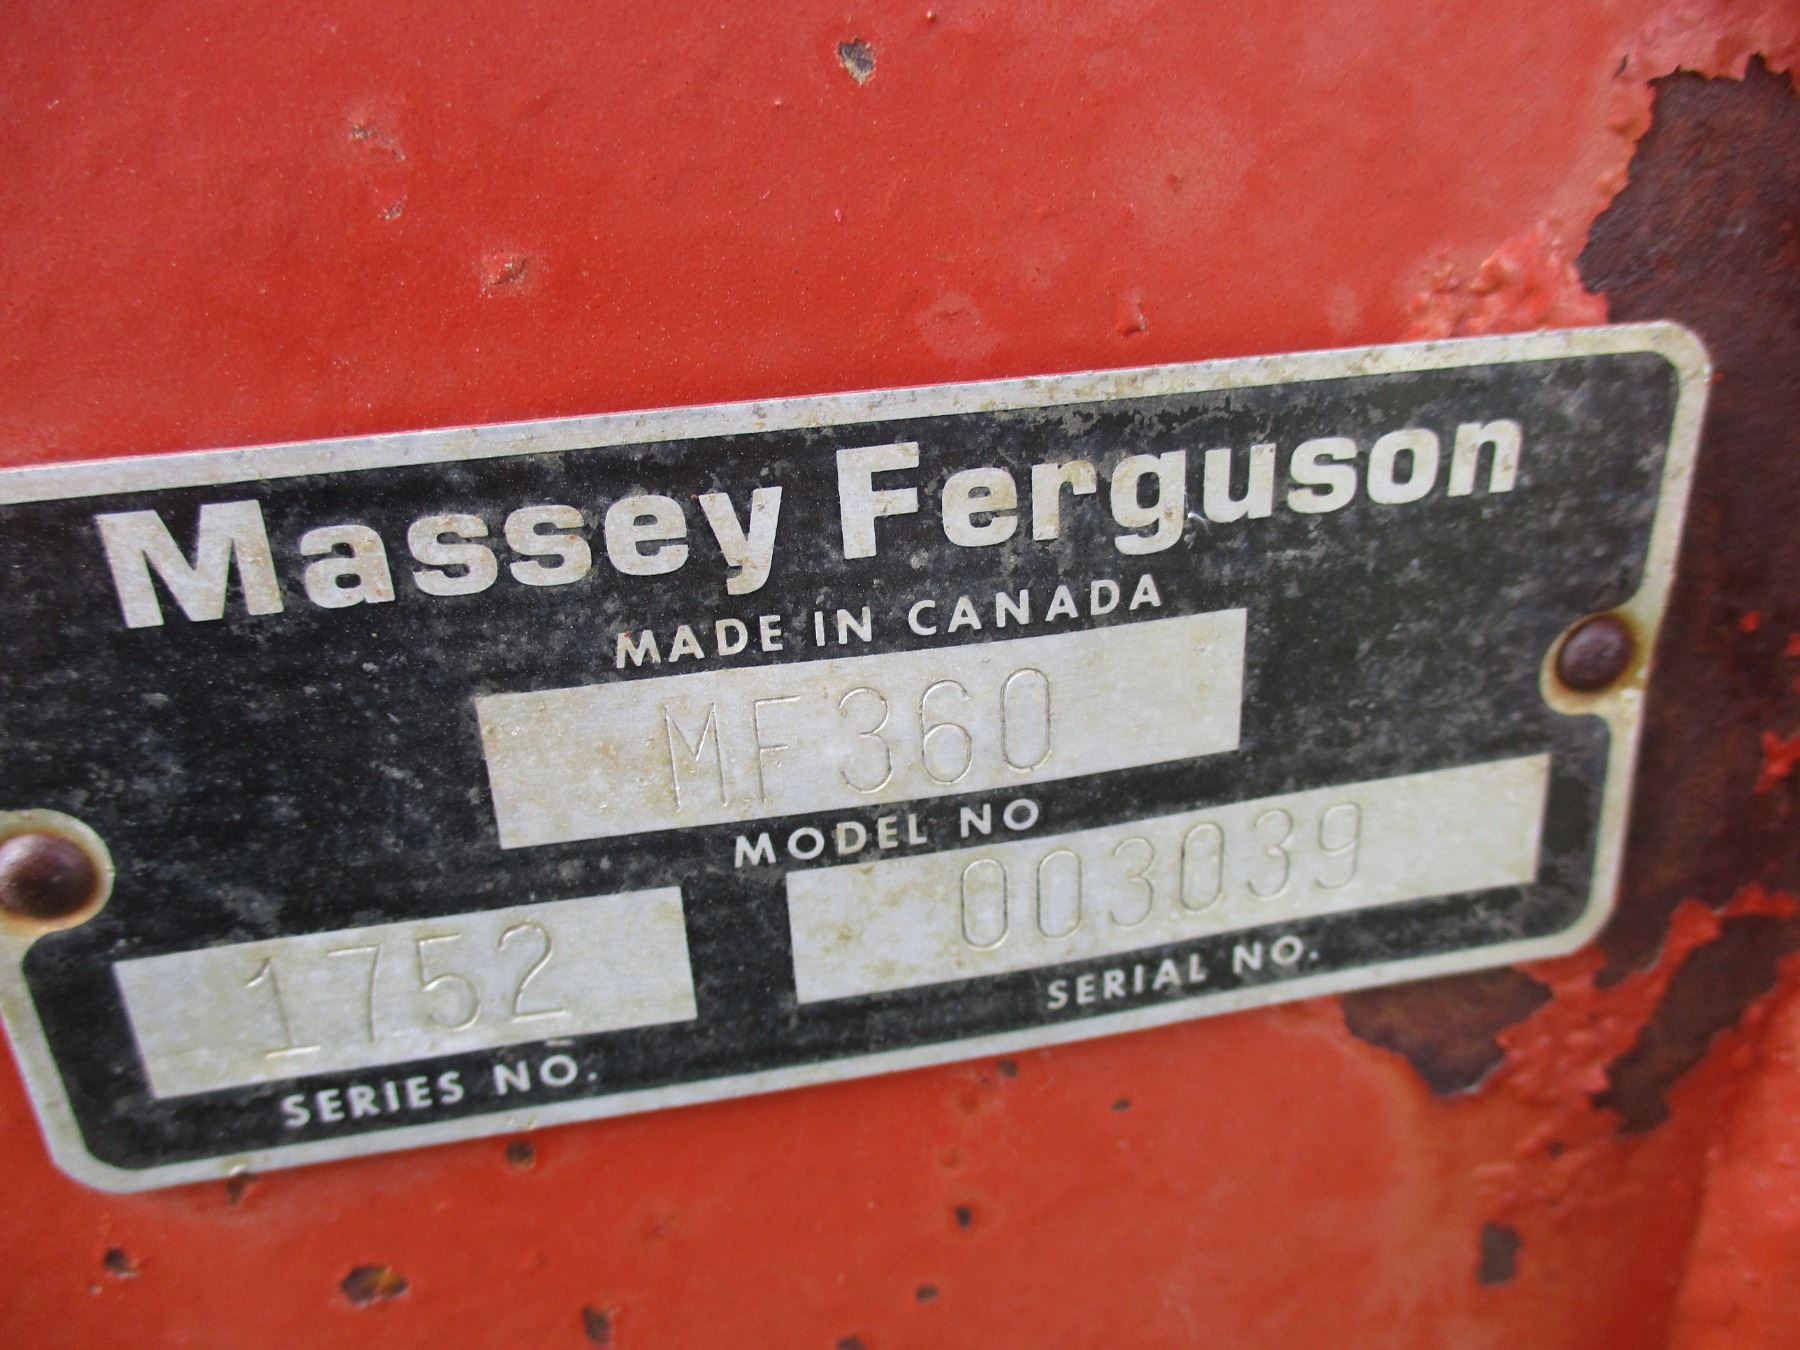 Massey Ferguson
MADE IN CANADA
MF360
MODEL NO
1752
003039
SERIES NO.
SERIAL NO.